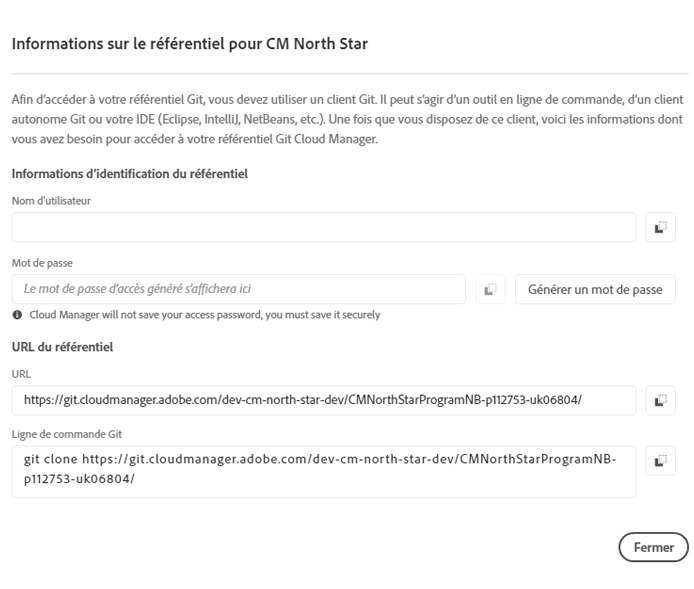 Informations sur le référentiel pour CM North Star
Afin d'accéder à votre référentiel Git, vous devez utiliser un client Git. Il peut s'agir d'un outil en ligne de commande, d'un client
autonome Git ou votre IDE (Eclipse, IntelliJ, NetBeans, etc.). Une fois que vous disposez de ce client, voici les informations dont
vous avez besoin pour accéder à votre référentiel Git Cloud Manager.
Informations d'identification du référentiel
Nom d'utilisateur
Mot de passe
Le mot de passe d'accès généré s'affichera ici
Générer un mot de passe
Cloud Manager will not save your access password, you must save it securely
URL du référentiel
URL
https://git.cloudmanager.adobe.com/dev-cm-north-star-dev/CMNorthStarProgramNB-p112753-uk06804/
Ligne de commande Git
git clone https://git.cloudmanager.adobe.com/dev-cm-north-star-dev/CMNorthStarProgramNB-
p112753-uk06804/
Fermer